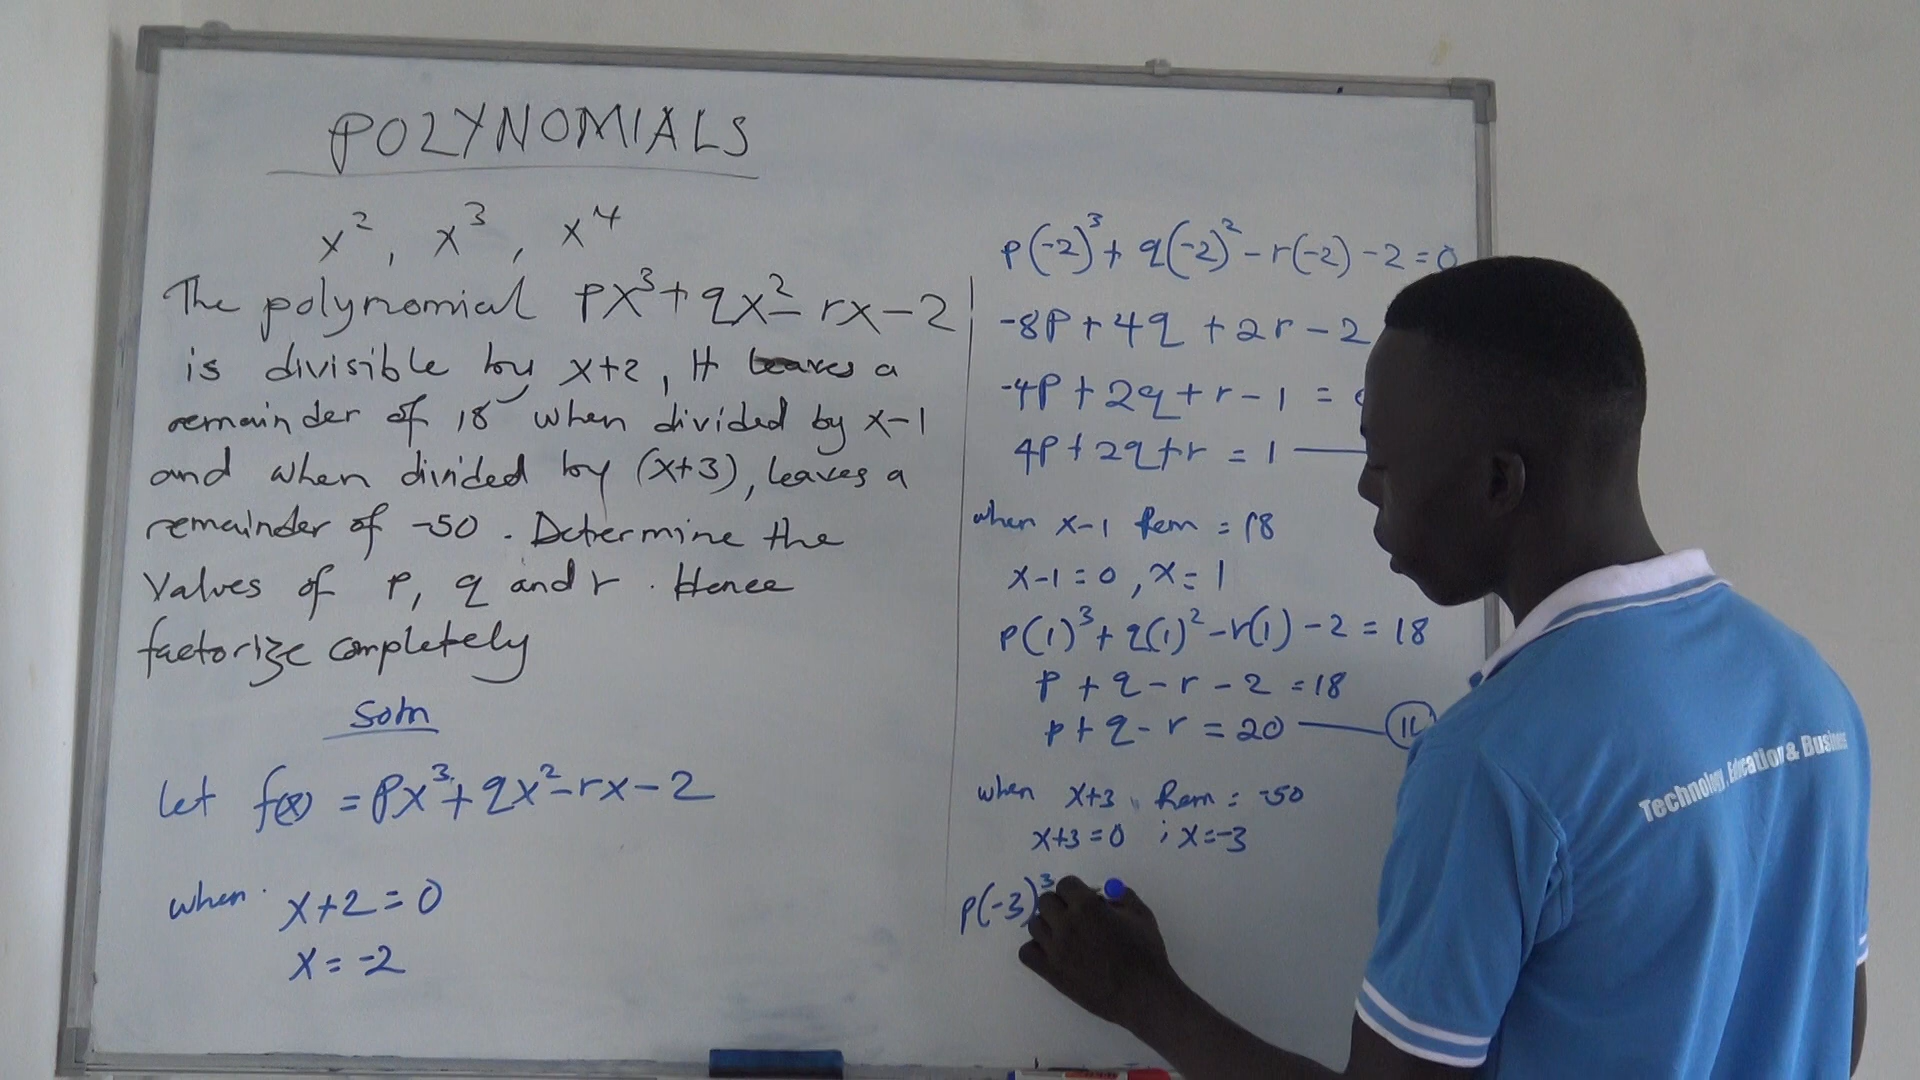 POLYNOMIALS
x², x³, x⁴
The polynomial px³+qx²-rx-2
is divisible by x+2, It leaves a
remainder of 18 when divided by x-1
and when divided by (x+3), leaves a
remainder of -50. Determine the
Values of p, q and r. Hence
factorize completely
Soln
Let f(x) = px³+qx²-rx-2
when x+2=0
x=-2
p(-2)³+q(-2)²-r(-2)-2=0
-8p+4q+2r-2
-4p+2q+r-1=
4p+2q+r=1
when x-1 Rem = 18
x-1=0, x=1
p(1)³+q(1)²-r(1)-2=18
p+q-r-2=18
p+q-r=20
when x+3, Rem = -50
x+3=0; x=-3
p(-3)³
Technology, Education & Business